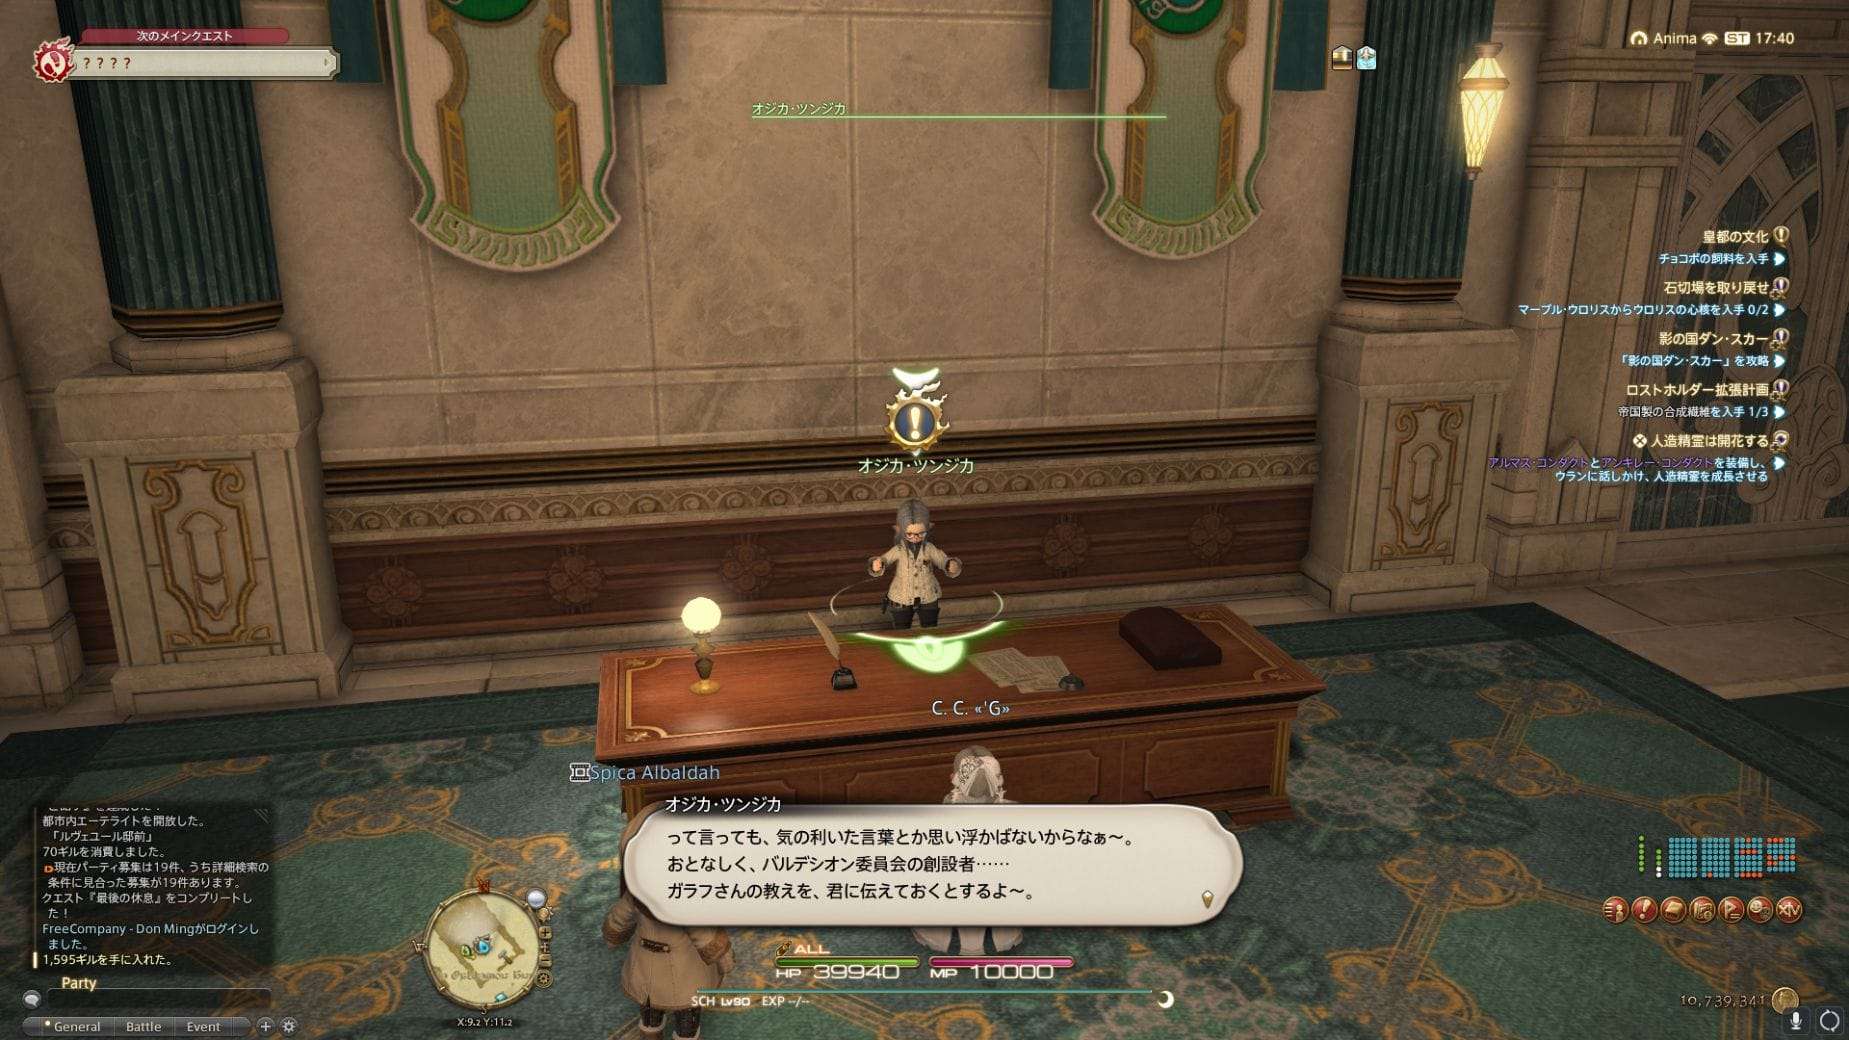 次のメインクエスト
????
Anima ST 17:40
オジカ・ツンジカ
皇都の文化
チョコボの飼料を入手
石切場を取り戻せ
マーブル・ウロリスからウロリスの心核を入手 0/2
影の国ダン・スカー
「影の国ダン・スカー」を攻略
ロストホルダー拡張計画
帝国製の合成繊維を入手 1/3
人造精霊は開花する
アルマス・コンダクトとアンキレー・コンダクトを装備し、
ウランに話しかけ、人造精霊を成長させる
オジカ・ツンジカ
C. C. «'G»
Spica Albaldah
オジカ・ツンジカ
って言っても、気の利いた言葉とか思い浮かばないからなぁ～。
おとなしく、バルデシオン委員会の創設者……
ガラフさんの教えを、君に伝えておくとするよ～。
都市内エーテライトを開放した。
「ルヴェユール邸前」
70ギルを消費しました。
現在パーティ募集は19件、うち詳細検索の
条件に見合った募集が19件あります。
クエスト『最後の休息』をコンプリートし
た！
FreeCompany - Don Mingがログインし
ました。
1,595ギルを手に入れた。
Party
General Battle Event
X:9.2 Y:11.2
ALL
HP 39940 MP 10000
SCH Lv90 EXP --/--
10,739,341